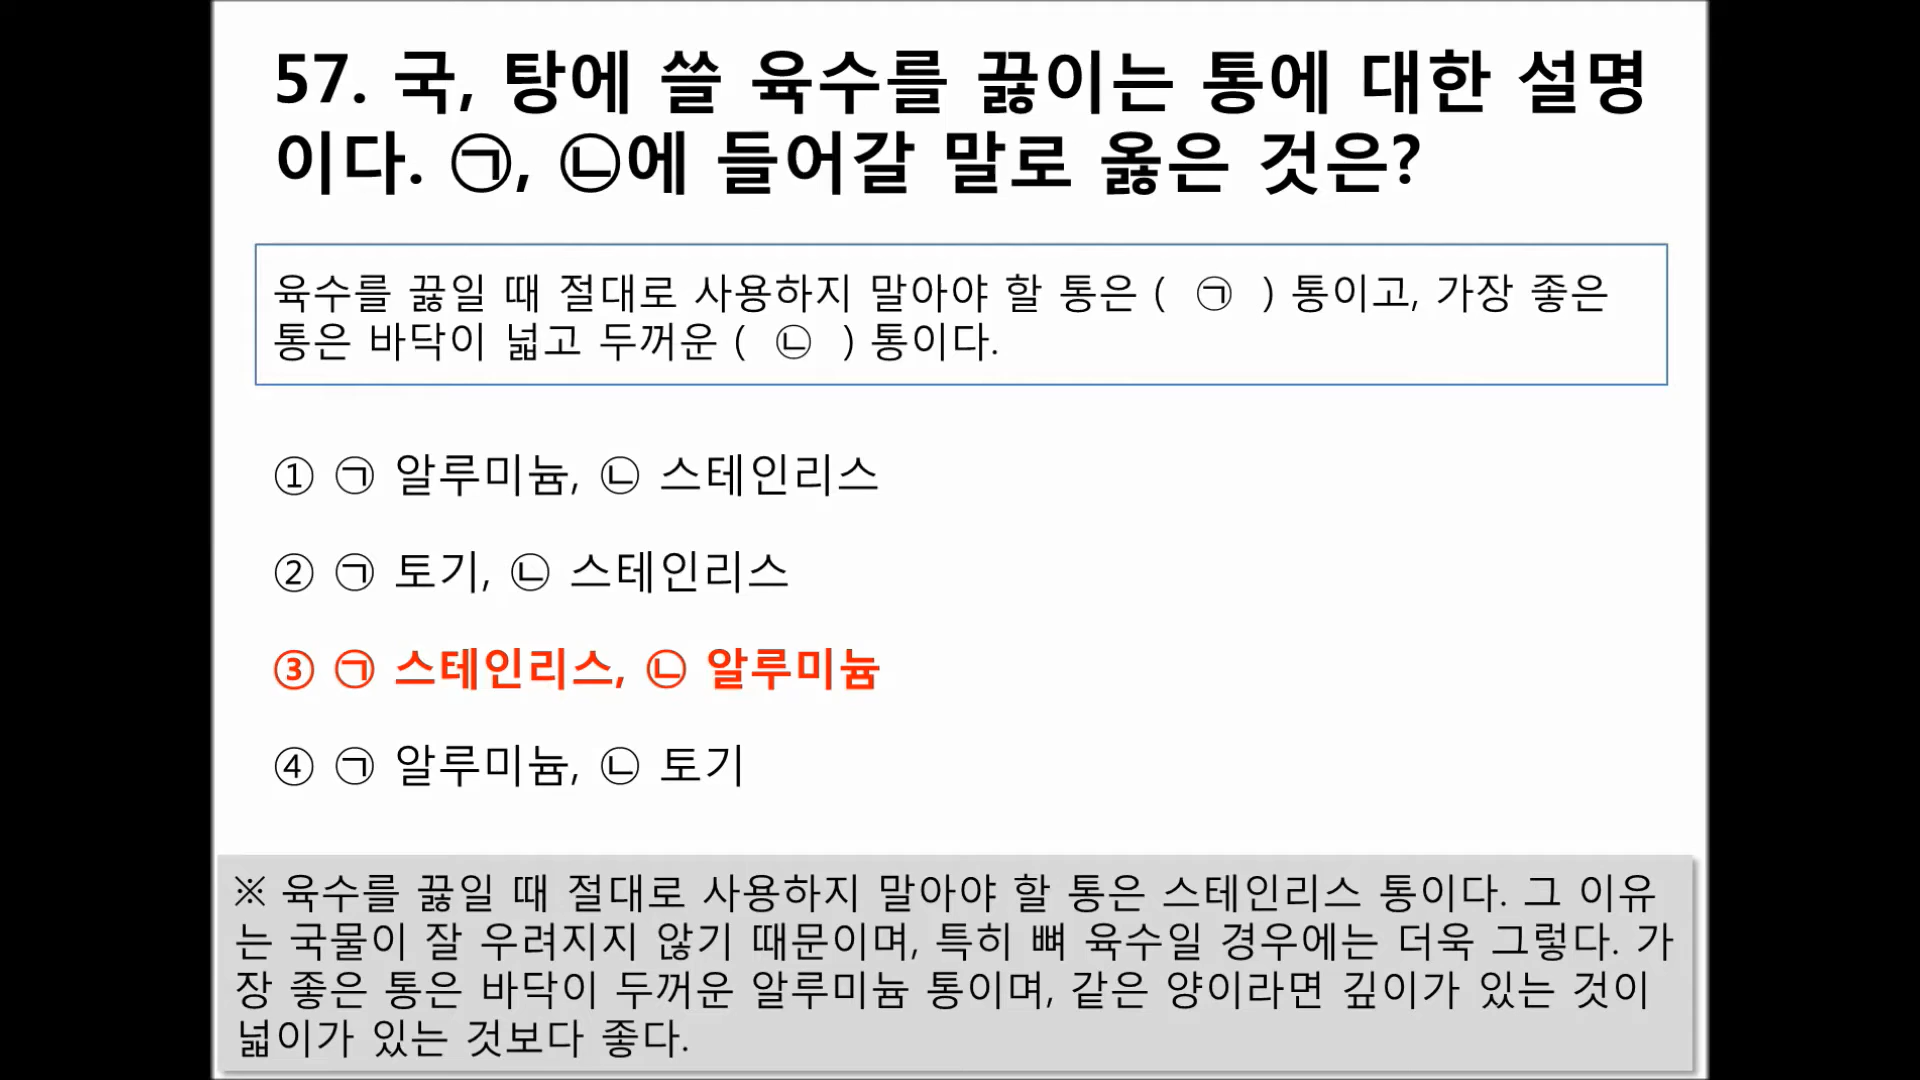 57. 국, 탕에 쓸 육수를 끓이는 통에 대한 설명
이다. ㉠, ㉡에 들어갈 말로 옳은 것은?
육수를 끓일 때 절대로 사용하지 말아야 할 통은 ( ㉠ ) 통이고, 가장 좋은
통은 바닥이 넓고 두꺼운 ( ㉡ ) 통이다.
① ㉠ 알루미늄, ㉡ 스테인리스
② ㉠ 토기, ㉡ 스테인리스
③ ㉠ 스테인리스, ㉡ 알루미늄
④ ㉠ 알루미늄, ㉡ 토기
※ 육수를 끓일 때 절대로 사용하지 말아야 할 통은 스테인리스 통이다. 그 이유
는 국물이 잘 우려지지 않기 때문이며, 특히 뼈 육수일 경우에는 더욱 그렇다. 가
장 좋은 통은 바닥이 두꺼운 알루미늄 통이며, 같은 양이라면 깊이가 있는 것이
넓이가 있는 것보다 좋다.